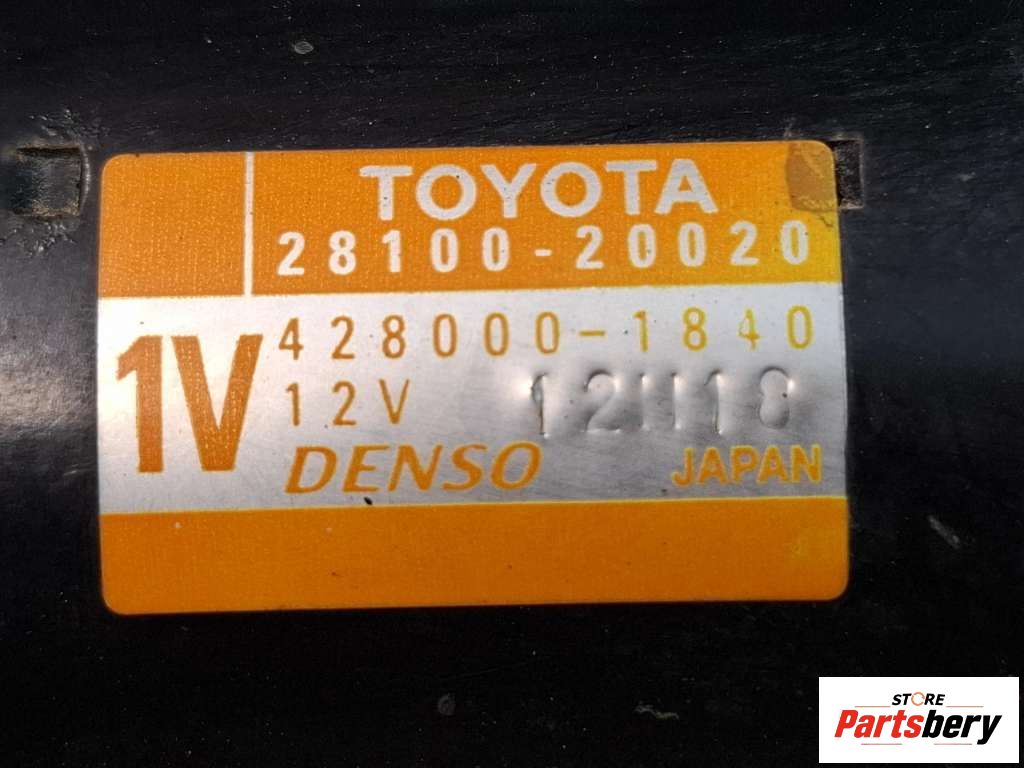 TOYOTA
28100-20020
1V
428000-1840
12V
DENSO JAPAN
STORE
Partsbery